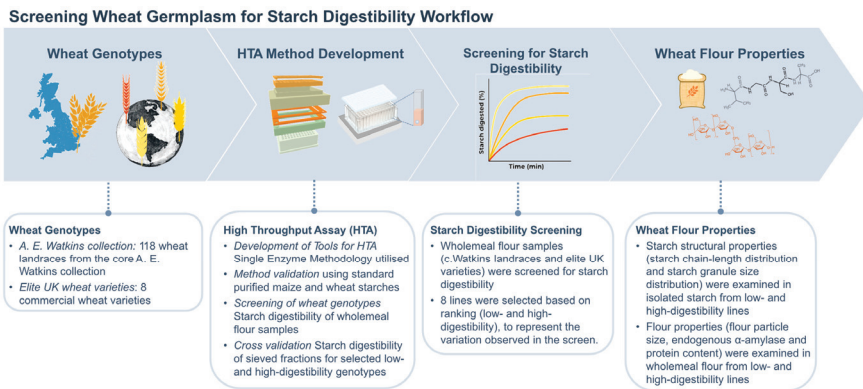 Screening Wheat Germplasm for Starch Digestibility Workflow
Wheat Genotypes
HTA Method Development
Screening for Starch
Digestibility
Wheat Flour Properties
Starch digested (%)
Time (min)
Wheat Genotypes
• A. E. Watkins collection: 118 wheat
landraces from the core A. E.
Watkins collection
• Elite UK wheat varieties: 8
commercial wheat varieties
High Throughput Assay (HTA)
• Development of Tools for HTA
Single Enzyme Methodology utilised
• Method validation using standard
purified maize and wheat starches
• Screening of wheat genotypes
Starch digestibility of wholemeal
flour samples
• Cross validation Starch digestibility
of sieved fractions for selected low-
and high-digestibility genotypes
Starch Digestibility Screening
• Wholemeal flour samples
(c.Watkins landraces and elite UK
varieties) were screened for starch
digestibility
• 8 lines were selected based on
ranking (low- and high-
digestibility), to represent the
variation observed in the screen.
Wheat Flour Properties
• Starch structural properties
(starch chain-length distribution
and starch granule size
distribution) were examined in
isolated starch from low- and
high-digestibility lines
• Flour properties (flour particle
size, endogenous α-amylase and
protein content) were examined in
wholemeal flour from low- and
high-digestibility lines